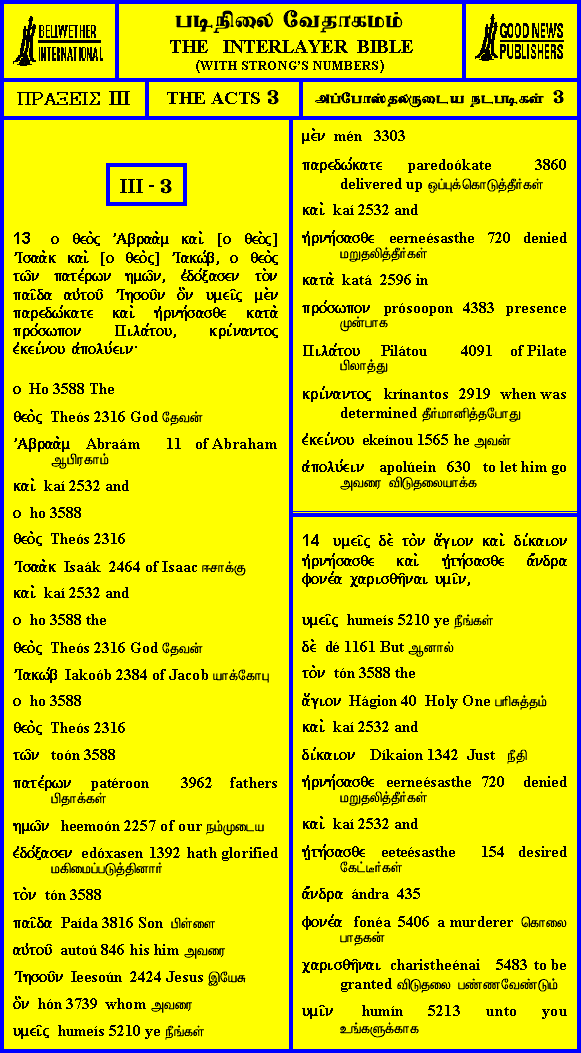 BELLWETHER
INTERNATIONAL
படிநிலை வேதாகமம்
THE INTERLAYER BIBLE
(WITH STRONG'S NUMBERS)
GOOD NEWS
PUBLISHERS
ΠΡΑΞΕΙΣ III
THE ACTS 3
அப்போஸ்தலருடைய நடபடிகள் 3
III - 3
13 ο θεὸς Ἀβραὰμ καὶ [ο θεὸς]
Ἰσαὰκ καὶ [ο θεὸς] Ἰακώβ, ο θεὸς
τῶν πατέρων ημῶν, ἐδόξασεν τὸν
παῖδα αὐτοῦ Ἰησοῦν ὃν υμεῖς μὲν
παρεδώκατε καὶ ἠρνήσασθε κατὰ
πρόσωπον Πιλάτου, κρίναντος
ἐκείνου ἀπολύειν·
ο Ho 3588 The
θεὸς Theós 2316 God தேவன்
Ἀβραὰμ Abraám 11 of Abraham
ஆபிரகாம்
καὶ kaí 2532 and
ο ho 3588
θεὸς Theós 2316
Ἰσαὰκ Isaák 2464 of Isaac ஈசாக்கு
καὶ kaí 2532 and
ο ho 3588 the
θεὸς Theós 2316 God தேவன்
Ἰακώβ Iakoób 2384 of Jacob யாக்கோபு
ο ho 3588
θεὸς Theós 2316
τῶν toón 3588
πατέρων patéroon 3962 fathers
பிதாக்கள்
ημῶν heemoón 2257 of our நம்முடைய
ἐδόξασεν edóxasen 1392 hath glorified
மகிமைப்படுத்தினார்
τὸν tón 3588
παῖδα Paída 3816 Son பிள்ளை
αὐτοῦ autoú 846 his him அவரை
Ἰησοῦν Ieesoún 2424 Jesus இயேசு
ὃν hón 3739 whom அவரை
υμεῖς humeís 5210 ye நீங்கள்
μὲν mén 3303
παρεδώκατε paredoókate 3860
delivered up ஒப்புக்கொடுத்தீர்கள்
καὶ kaí 2532 and
ἠρνήσασθε eerneésasthe 720 denied
மறுதலித்தீர்கள்
κατὰ katá 2596 in
πρόσωπον prósoopon 4383 presence
முன்பாக
Πιλάτου Pilátou 4091 of Pilate
பிலாத்து
κρίναντος krínantos 2919 when was
determined தீர்மானித்தபோது
ἐκείνου ekeínou 1565 he அவன்
ἀπολύειν apolúein 630 to let him go
அவரை விடுதலையாக்க
14 υμεῖς δὲ τὸν ἅγιον καὶ δίκαιον
ἠρνήσασθε καὶ ᾐτήσασθε ἄνδρα
φονέα χαρισθῆναι υμῖν,
υμεῖς humeís 5210 ye நீங்கள்
δὲ dé 1161 But ஆனால்
τὸν tón 3588 the
ἅγιον Hágion 40 Holy One பரிசுத்தம்
καὶ kaí 2532 and
δίκαιον Díkaion 1342 Just நீதி
ἠρνήσασθε eerneésasthe 720 denied
மறுதலித்தீர்கள்
καὶ kaí 2532 and
ᾐτήσασθε eeteésasthe 154 desired
கேட்டீர்கள்
ἄνδρα ándra 435
φονέα fonéa 5406 a murderer கொலை
பாதகன்
χαρισθῆναι charistheénai 5483 to be
granted விடுதலை பண்ணவேண்டும்
υμῖν humín 5213 unto you
உங்களுக்காக